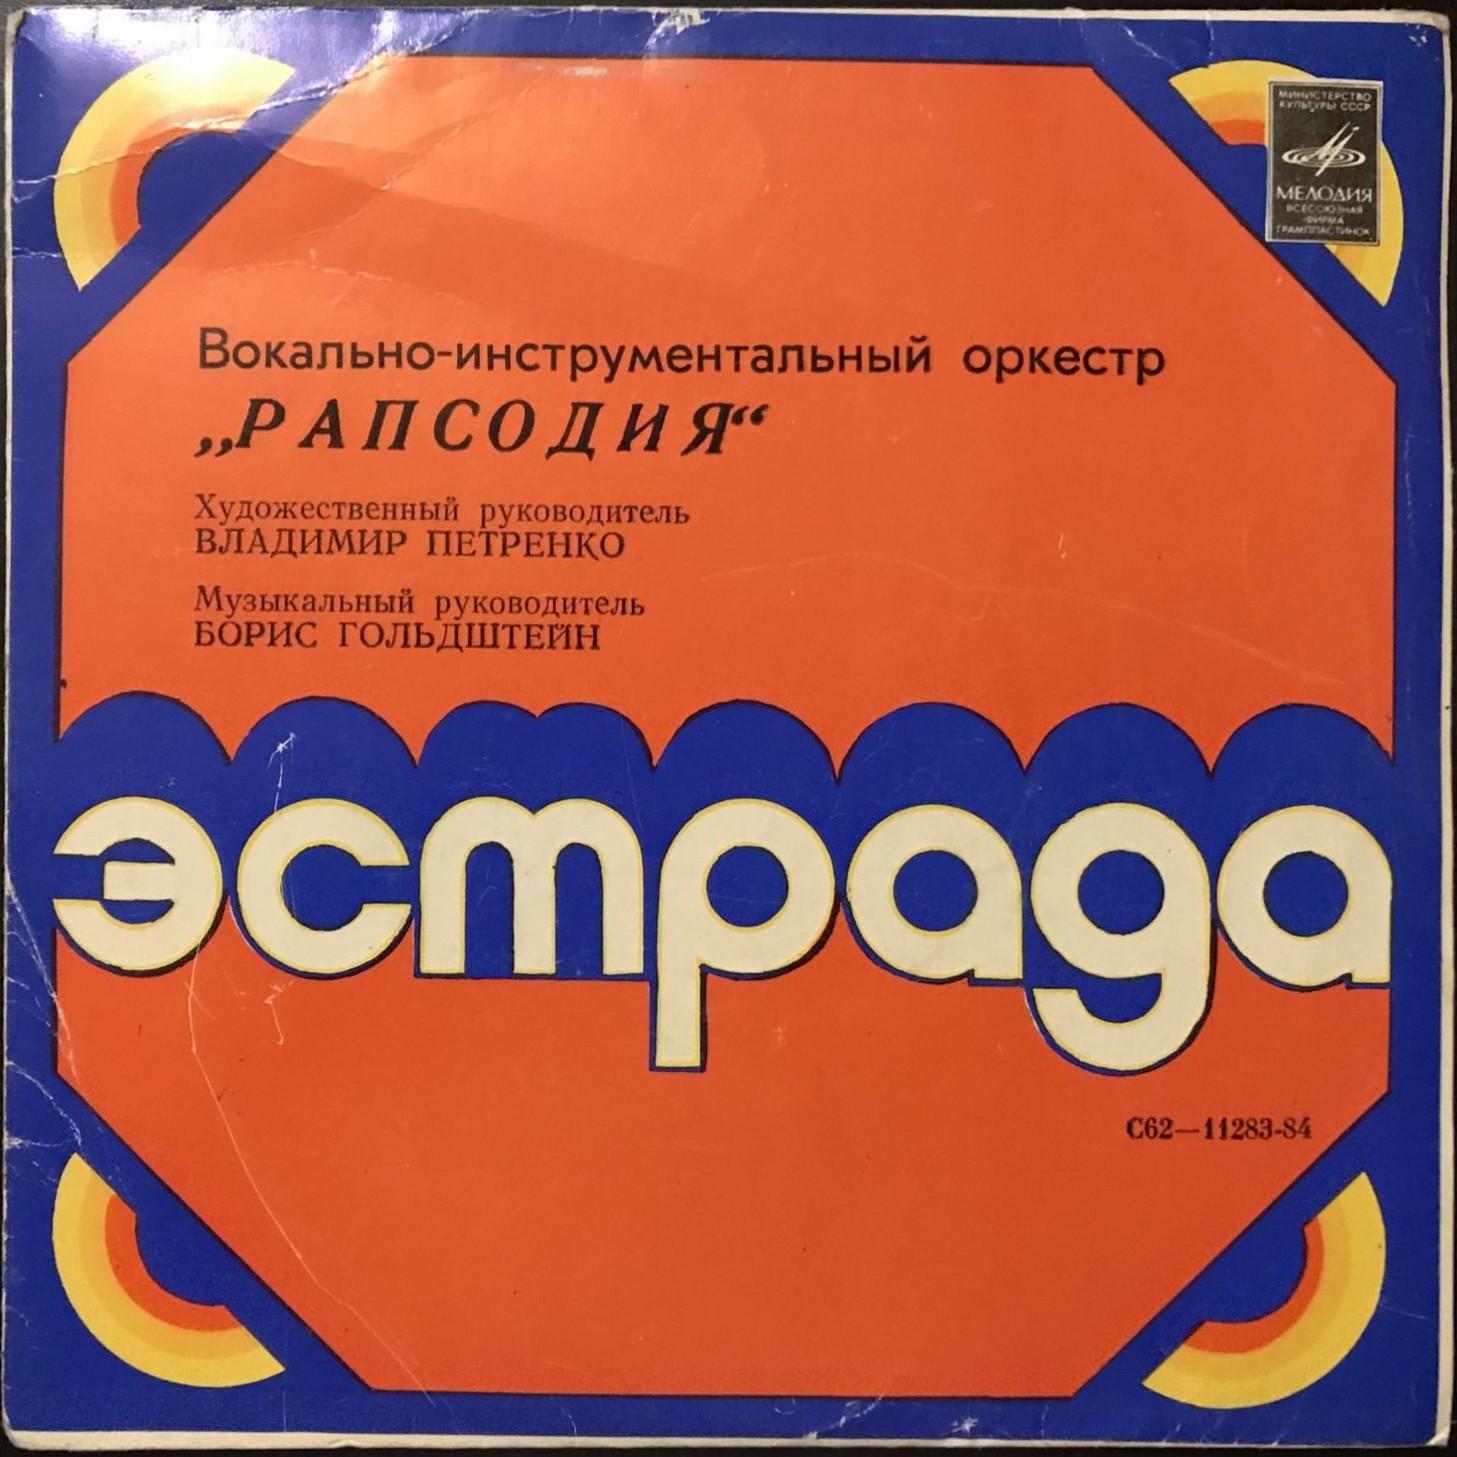 МИНИСТЕРСТВО
КУЛЬТУРЫ СССР
МЕЛОДИЯ
ВСЕСОЮЗНАЯ
ФИРМА
ГРАМПЛАСТИНОК
Вокально-инструментальный оркестр
„РАПСОДИЯ“
Художественный руководитель
ВЛАДИМИР ПЕТРЕНКО
Музыкальный руководитель
БОРИС ГОЛЬДШТЕЙН
эстрада
С62—11283-84